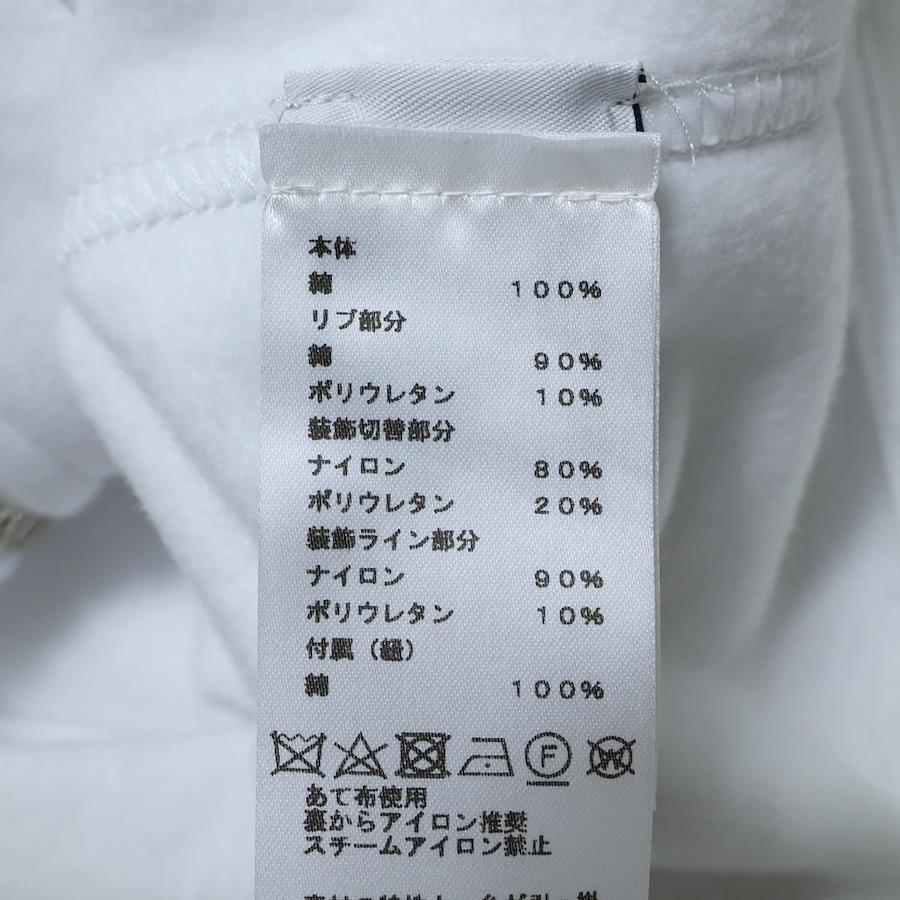 本体
綿 100%
リブ部分
綿 90%
ポリウレタン 10%
装飾切替部分
ナイロン 80%
ポリウレタン 20%
装飾ライン部分
ナイロン 90%
ポリウレタン 10%
付属（紐）
綿 100%
F W
あて布使用
裏からアイロン推奨
スチームアイロン禁止